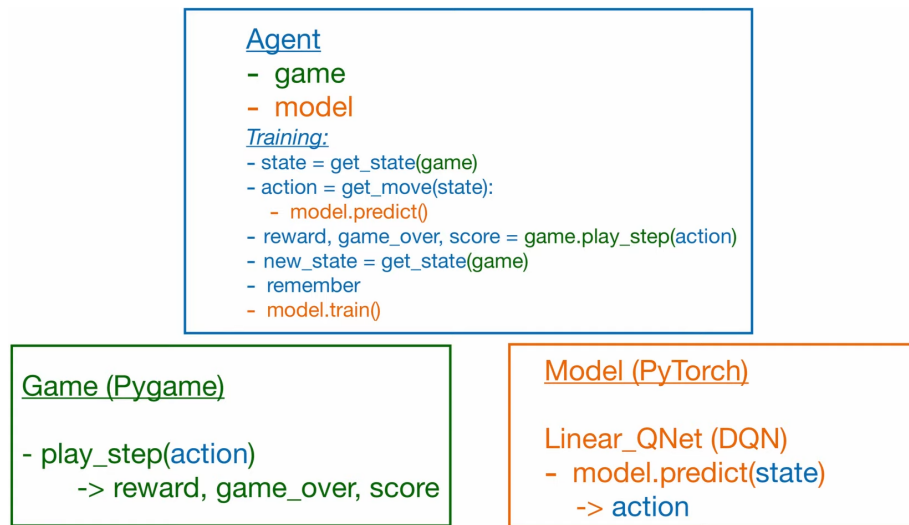 Agent
- game
- model
Training:
- state = get_state(game)
- action = get_move(state):
- model.predict()
- reward, game_over, score = game.play_step(action)
- new_state = get_state(game)
- remember
- model.train()
Game (Pygame)
- play_step(action)
-> reward, game_over, score
Model (PyTorch)
Linear_QNet (DQN)
- model.predict(state)
-> action